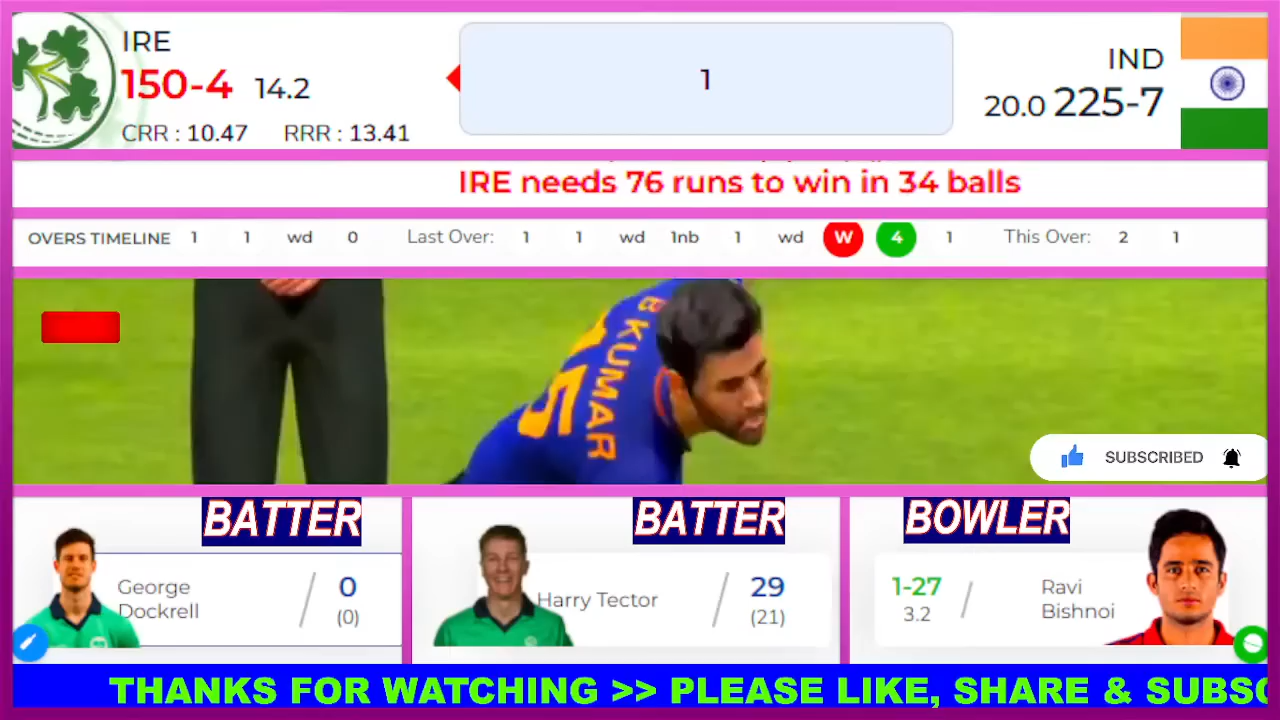 IRE
150-4 14.2
CRR : 10.47 RRR : 13.41
1
IND
20.0 225-7
IRE needs 76 runs to win in 34 balls
OVERS TIMELINE 1 1 wd 0 Last Over: 1 1 wd 1nb 1 wd W 4 1 This Over: 2 1
B KUMAR
15
SUBSCRIBED
BATTER
George
Dockrell
0
(0)
BATTER
Harry Tector
29
(21)
BOWLER
1-27
3.2
Ravi
Bishnoi
THANKS FOR WATCHING >> PLEASE LIKE, SHARE & SUBSC